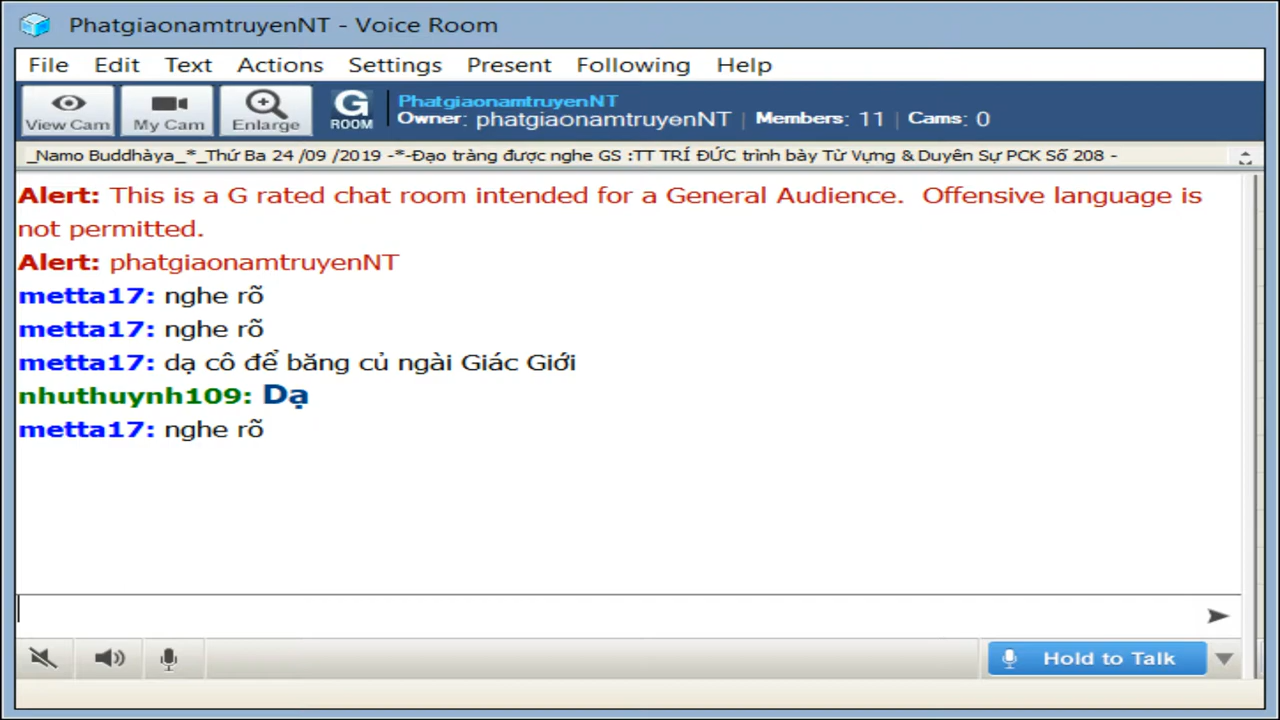 PhatgiaonamtruyenNT - Voice Room
File Edit Text Actions Settings Present Following Help
View Cam My Cam Enlarge G ROOM
PhatgiaonamtruyenNT
Owner: phatgiaonamtruyenNT | Members: 11 | Cams: 0
_Namo Buddhàya_*_Thứ Ba 24 /09 /2019 -*-Đạo tràng được nghe GS :TT TRÍ ĐỨC trình bày Từ Vựng & Duyên Sự PCK Số 208 -
Alert: This is a G rated chat room intended for a General Audience. Offensive language is
not permitted.
Alert: phatgiaonamtruyenNT
metta17: nghe rõ
metta17: nghe rõ
metta17: dạ cô để băng củ ngài Giác Giới
nhuthuynh109: Dạ
metta17: nghe rõ
Hold to Talk